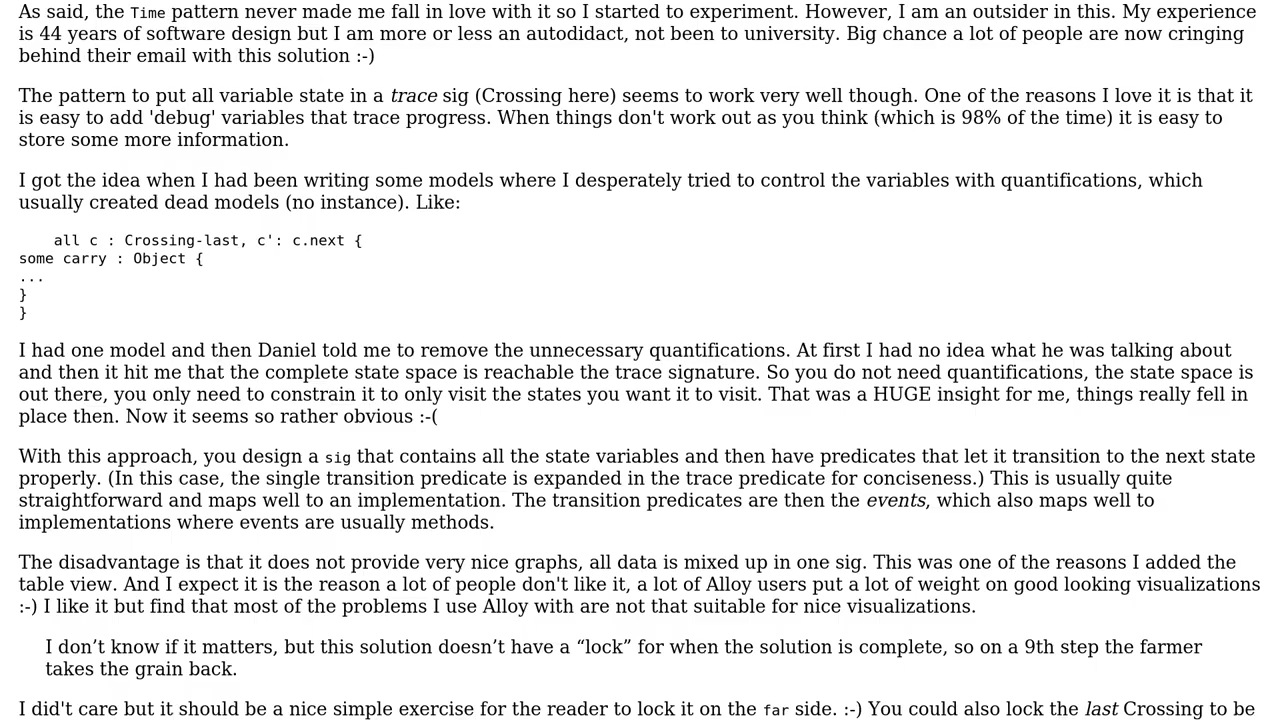 As said, the Time pattern never made me fall in love with it so I started to experiment. However, I am an outsider in this. My experience
is 44 years of software design but I am more or less an autodidact, not been to university. Big chance a lot of people are now cringing
behind their email with this solution :-)
The pattern to put all variable state in a trace sig (Crossing here) seems to work very well though. One of the reasons I love it is that it
is easy to add 'debug' variables that trace progress. When things don't work out as you think (which is 98% of the time) it is easy to
store some more information.
I got the idea when I had been writing some models where I desperately tried to control the variables with quantifications, which
usually created dead models (no instance). Like:
all c : Crossing-last, c': c.next {
some carry : Object {
...
}
}
I had one model and then Daniel told me to remove the unnecessary quantifications. At first I had no idea what he was talking about
and then it hit me that the complete state space is reachable the trace signature. So you do not need quantifications, the state space is
out there, you only need to constrain it to only visit the states you want it to visit. That was a HUGE insight for me, things really fell in
place then. Now it seems so rather obvious :-(
With this approach, you design a sig that contains all the state variables and then have predicates that let it transition to the next state
properly. (In this case, the single transition predicate is expanded in the trace predicate for conciseness.) This is usually quite
straightforward and maps well to an implementation. The transition predicates are then the events, which also maps well to
implementations where events are usually methods.
The disadvantage is that it does not provide very nice graphs, all data is mixed up in one sig. This was one of the reasons I added the
table view. And I expect it is the reason a lot of people don't like it, a lot of Alloy users put a lot of weight on good looking visualizations
:-) I like it but find that most of the problems I use Alloy with are not that suitable for nice visualizations.
I don’t know if it matters, but this solution doesn’t have a “lock” for when the solution is complete, so on a 9th step the farmer
takes the grain back.
I did't care but it should be a nice simple exercise for the reader to lock it on the far side. :-) You could also lock the last Crossing to be